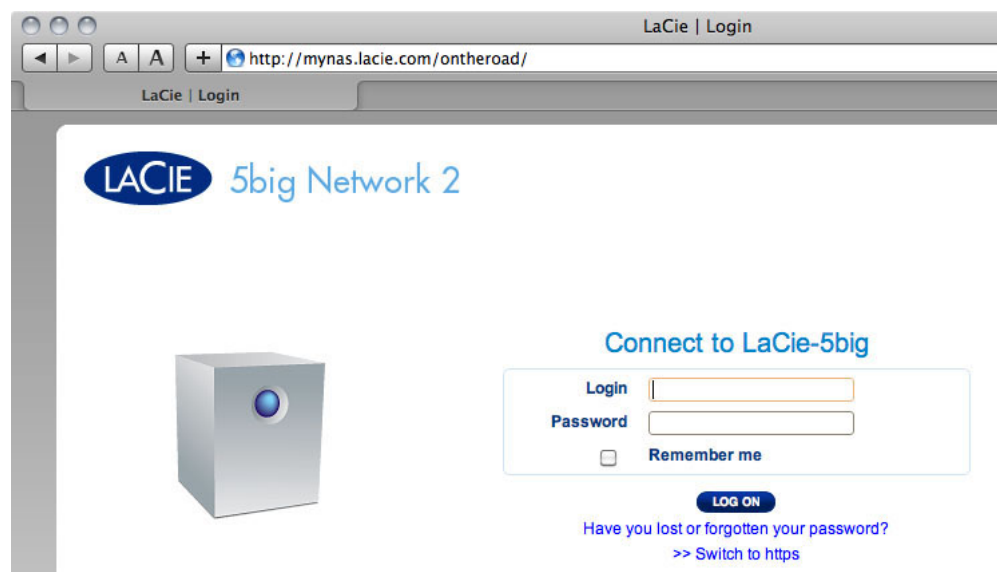 LaCie | Login
A A + http://mynas.lacie.com/ontheroad/
LaCie | Login
LACIE 5big Network 2
Connect to LaCie-5big
Login
Password
Remember me
LOG ON
Have you lost or forgotten your password?
>> Switch to https